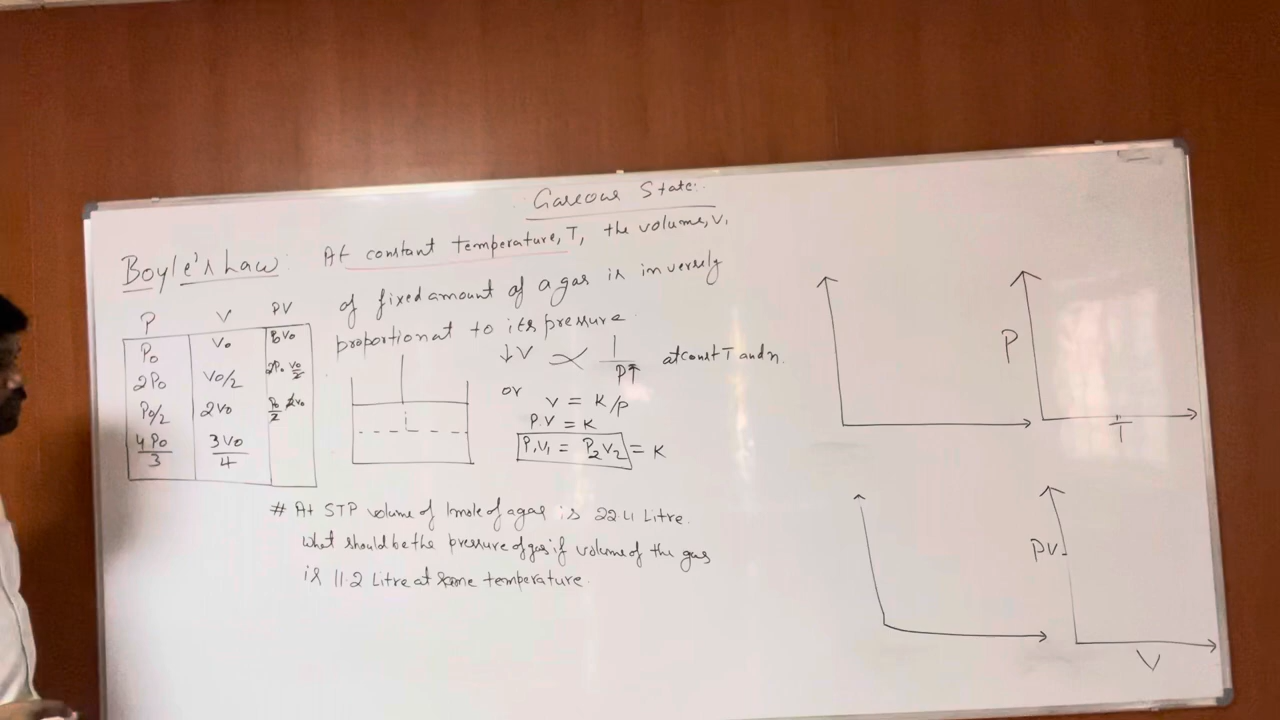 Gaseous State:
Boyle's Law: At constant temperature, T, the volume, V,
of fixed amount of a gas is inversely
proportional to its pressure
P V PV
P0 V0 P0V0
2P0 V0/2 2P0 V0/2
P0/2 2V0 P0/2 2V0
4P0/3 3V0/4
↓V ∝ 1/P↑ at const T and n.
or V = K/P
P.V = K
P1V1 = P2V2 = K
# At STP volume of 1 mole of a gas is 22.4 Litre.
What should be the pressure of gas if volume of the gas
is 11.2 Litre at same temperature.
P
T
PV
V